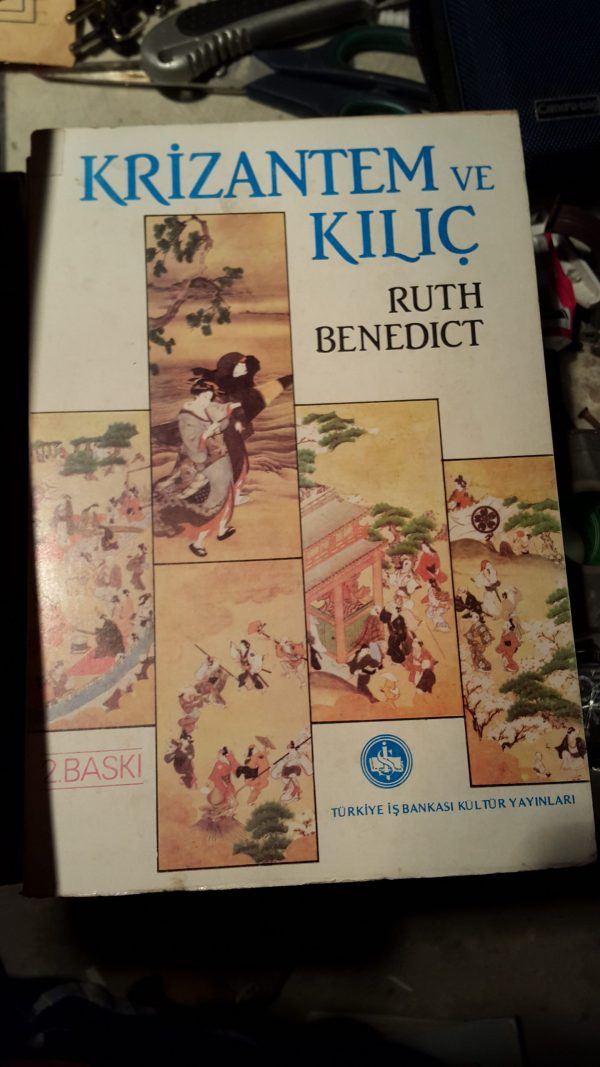 KRİZANTEM VE
KILIÇ
RUTH
BENEDICT
2.BASKI
İŞ
TÜRKİYE İŞ BANKASI KÜLTÜR YAYINLARI